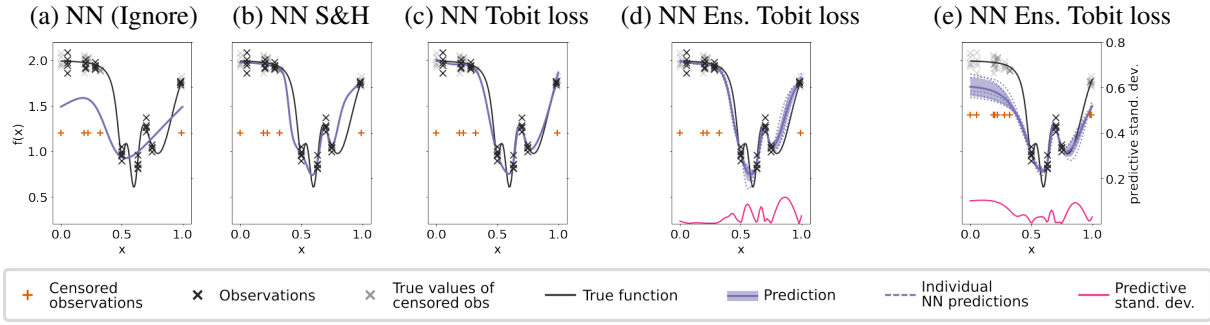 (a) NN (Ignore)
(b) NN S&H
(c) NN Tobit loss
(d) NN Ens. Tobit loss
(e) NN Ens. Tobit loss
2.0
1.5
1.0
0.5
f(x)
0.0 0.5 1.0
x
0.0 0.5 1.0
x
0.0 0.5 1.0
x
0.0 0.5 1.0
x
0.0 0.5 1.0
x
0.8
0.6
0.4
0.2
predictive stand. dev.
Censored
observations
Observations
True values of
censored obs
True function
Prediction
Individual
NN predictions
Predictive
stand. dev.